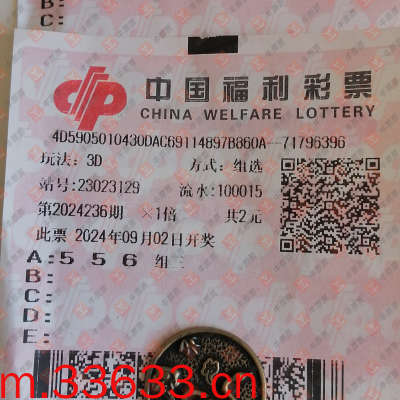 B:
C:
中国福利彩票
CHINA WELFARE LOTTERY
4D5905010430DAC69114897B860A--71796396
玩法：3D 方式：组选
站号:23023129 流水:100015
第2024236期 ×1倍 共2元
此票 2024年09月02日开奖
A:5 5 6 组三
B:
C:
D:
E:
m.33633.cn